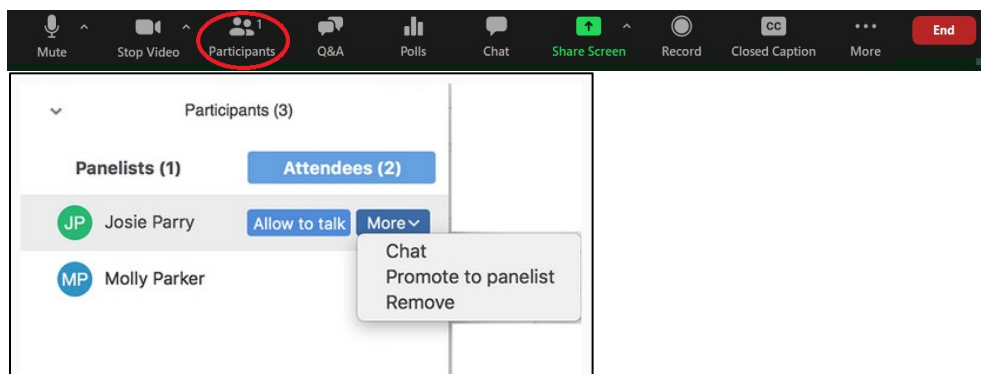 1
Mute Stop Video Participants Q&A Polls Chat Share Screen Record CC Closed Caption More End
Participants (3)
Panelists (1) Attendees (2)
JP Josie Parry Allow to talk More
Chat
MP Molly Parker Promote to panelist
Remove